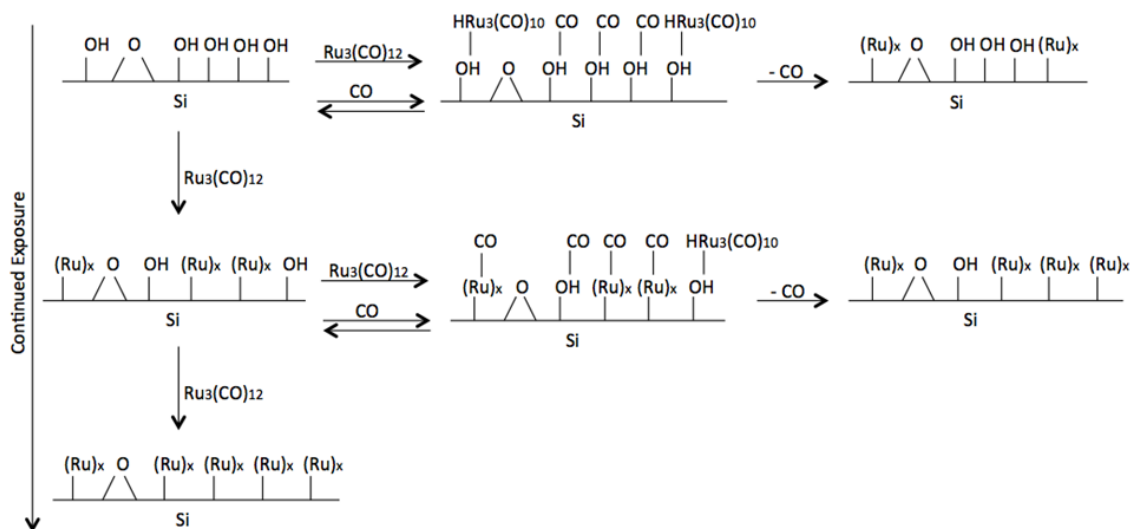 HRu3(CO)10 CO CO CO HRu3(CO)10
OH O OH OH OH OH
Ru3(CO)12
(Ru)x O OH OH OH (Ru)x
OH O OH OH OH OH
CO
- CO
Si
Si
Si
Ru3(CO)12
Continued Exposure
CO CO CO CO HRu3(CO)10
(Ru)x O OH (Ru)x (Ru)x OH
Ru3(CO)12
(Ru)x O OH (Ru)x (Ru)x (Ru)x
(Ru)x O OH (Ru)x (Ru)x OH
CO
- CO
Si
Si
Si
Ru3(CO)12
(Ru)x O (Ru)x (Ru)x (Ru)x (Ru)x
Si